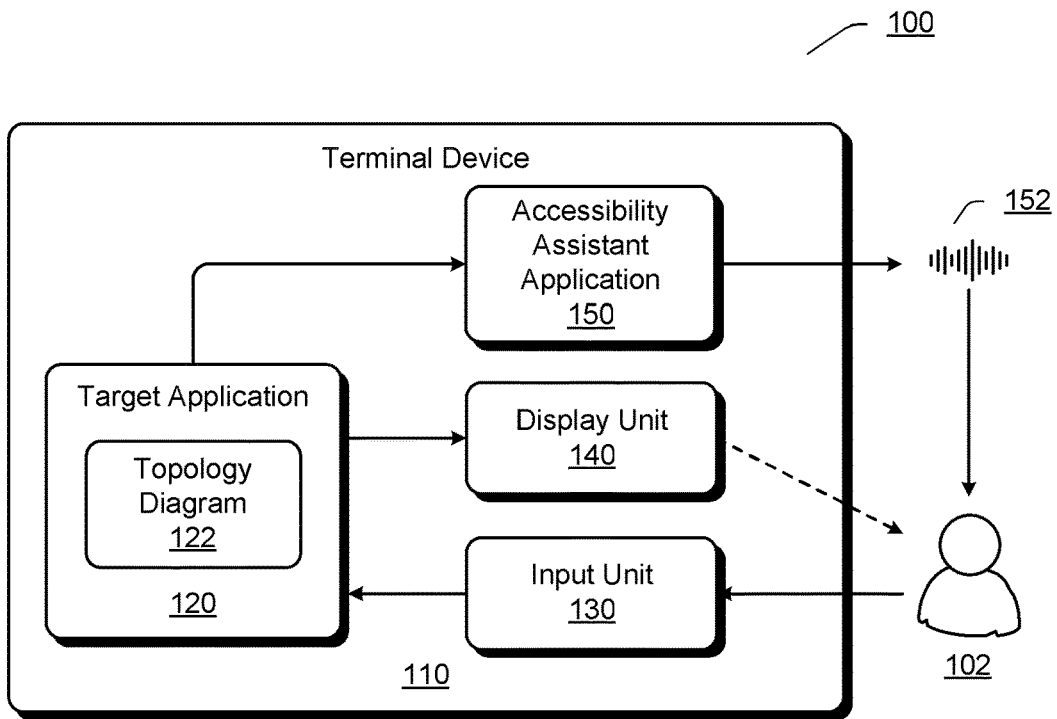 100
Terminal Device
Accessibility
Assistant
Application
150
152
Target Application
Topology
Diagram
122
120
Display Unit
140
Input Unit
130
110
102